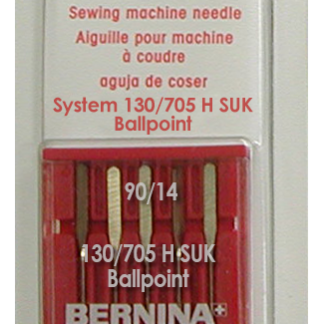 Sewing machine needle
Aiguille pour machine
à coudre
aguja de coser
System 130/705 H SUK
Ballpoint
90/14
130/705 H SUK
Ballpoint
BERNINA+